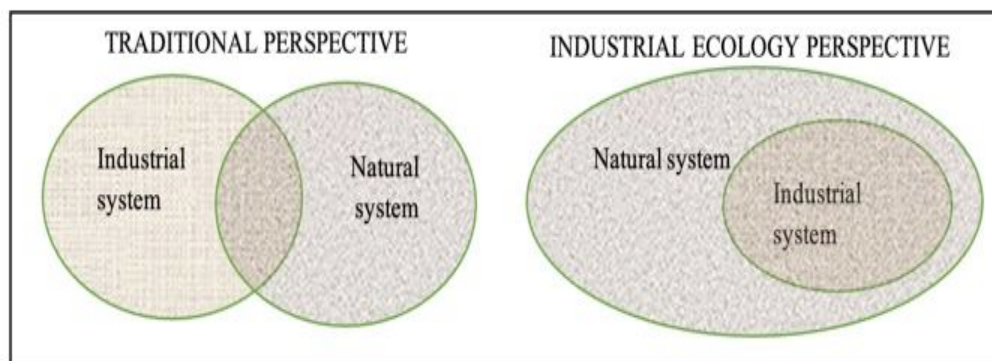 TRADITIONAL PERSPECTIVE
Industrial
system
Natural
system
INDUSTRIAL ECOLOGY PERSPECTIVE
Natural system
Industrial
system